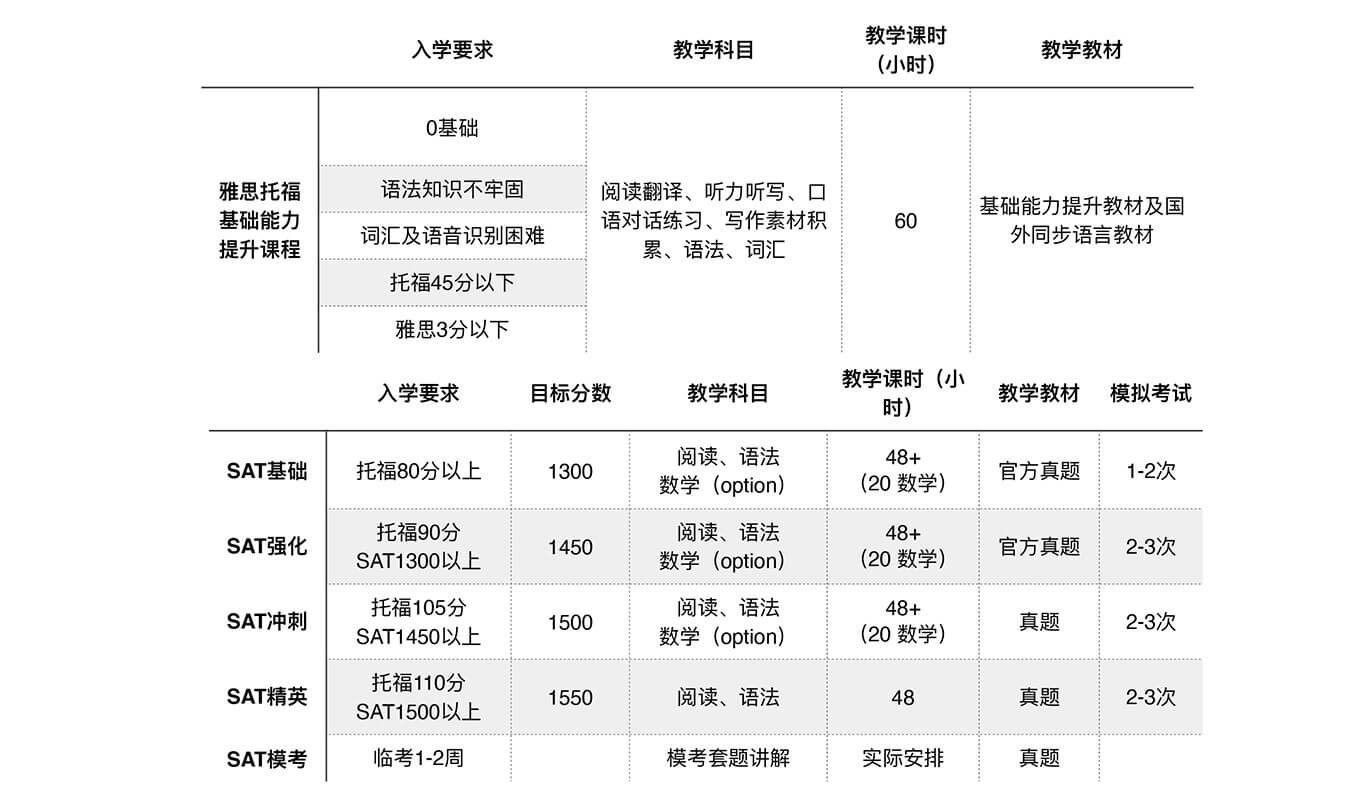 入学要求
教学科目
教学课时
（小时）
教学教材
雅思托福
基础能力
提升课程
0基础
语法知识不牢固
词汇及语音识别困难
托福45分以下
雅思3分以下
阅读翻译、听力听写、口
语对话练习、写作素材积
累、语法、词汇
60
基础能力提升教材及国
外同步语言教材
入学要求
目标分数
教学科目
教学课时（小
时）
教学教材
模拟考试
SAT基础
托福80分以上
1300
阅读、语法
数学（option）
48+
（20 数学）
官方真题
1-2次
SAT强化
托福90分
SAT1300以上
1450
阅读、语法
数学（option）
48+
（20 数学）
官方真题
2-3次
SAT冲刺
托福105分
SAT1450以上
1500
阅读、语法
数学（option）
48+
（20 数学）
真题
2-3次
SAT精英
托福110分
SAT1500以上
1550
阅读、语法
48
真题
2-3次
SAT模考
临考1-2周
模考套题讲解
实际安排
真题